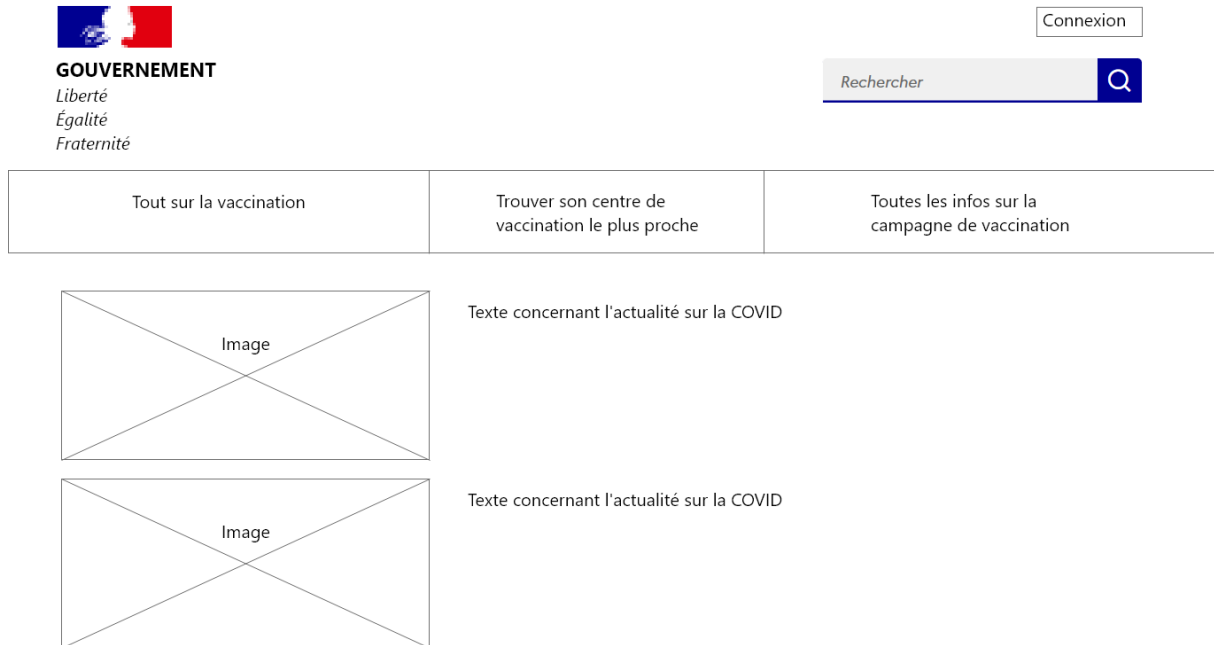 Connexion
GOUVERNEMENT
Liberté
Égalité
Fraternité
Rechercher
Tout sur la vaccination
Trouver son centre de
vaccination le plus proche
Toutes les infos sur la
campagne de vaccination
Image
Texte concernant l'actualité sur la COVID
Image
Texte concernant l'actualité sur la COVID